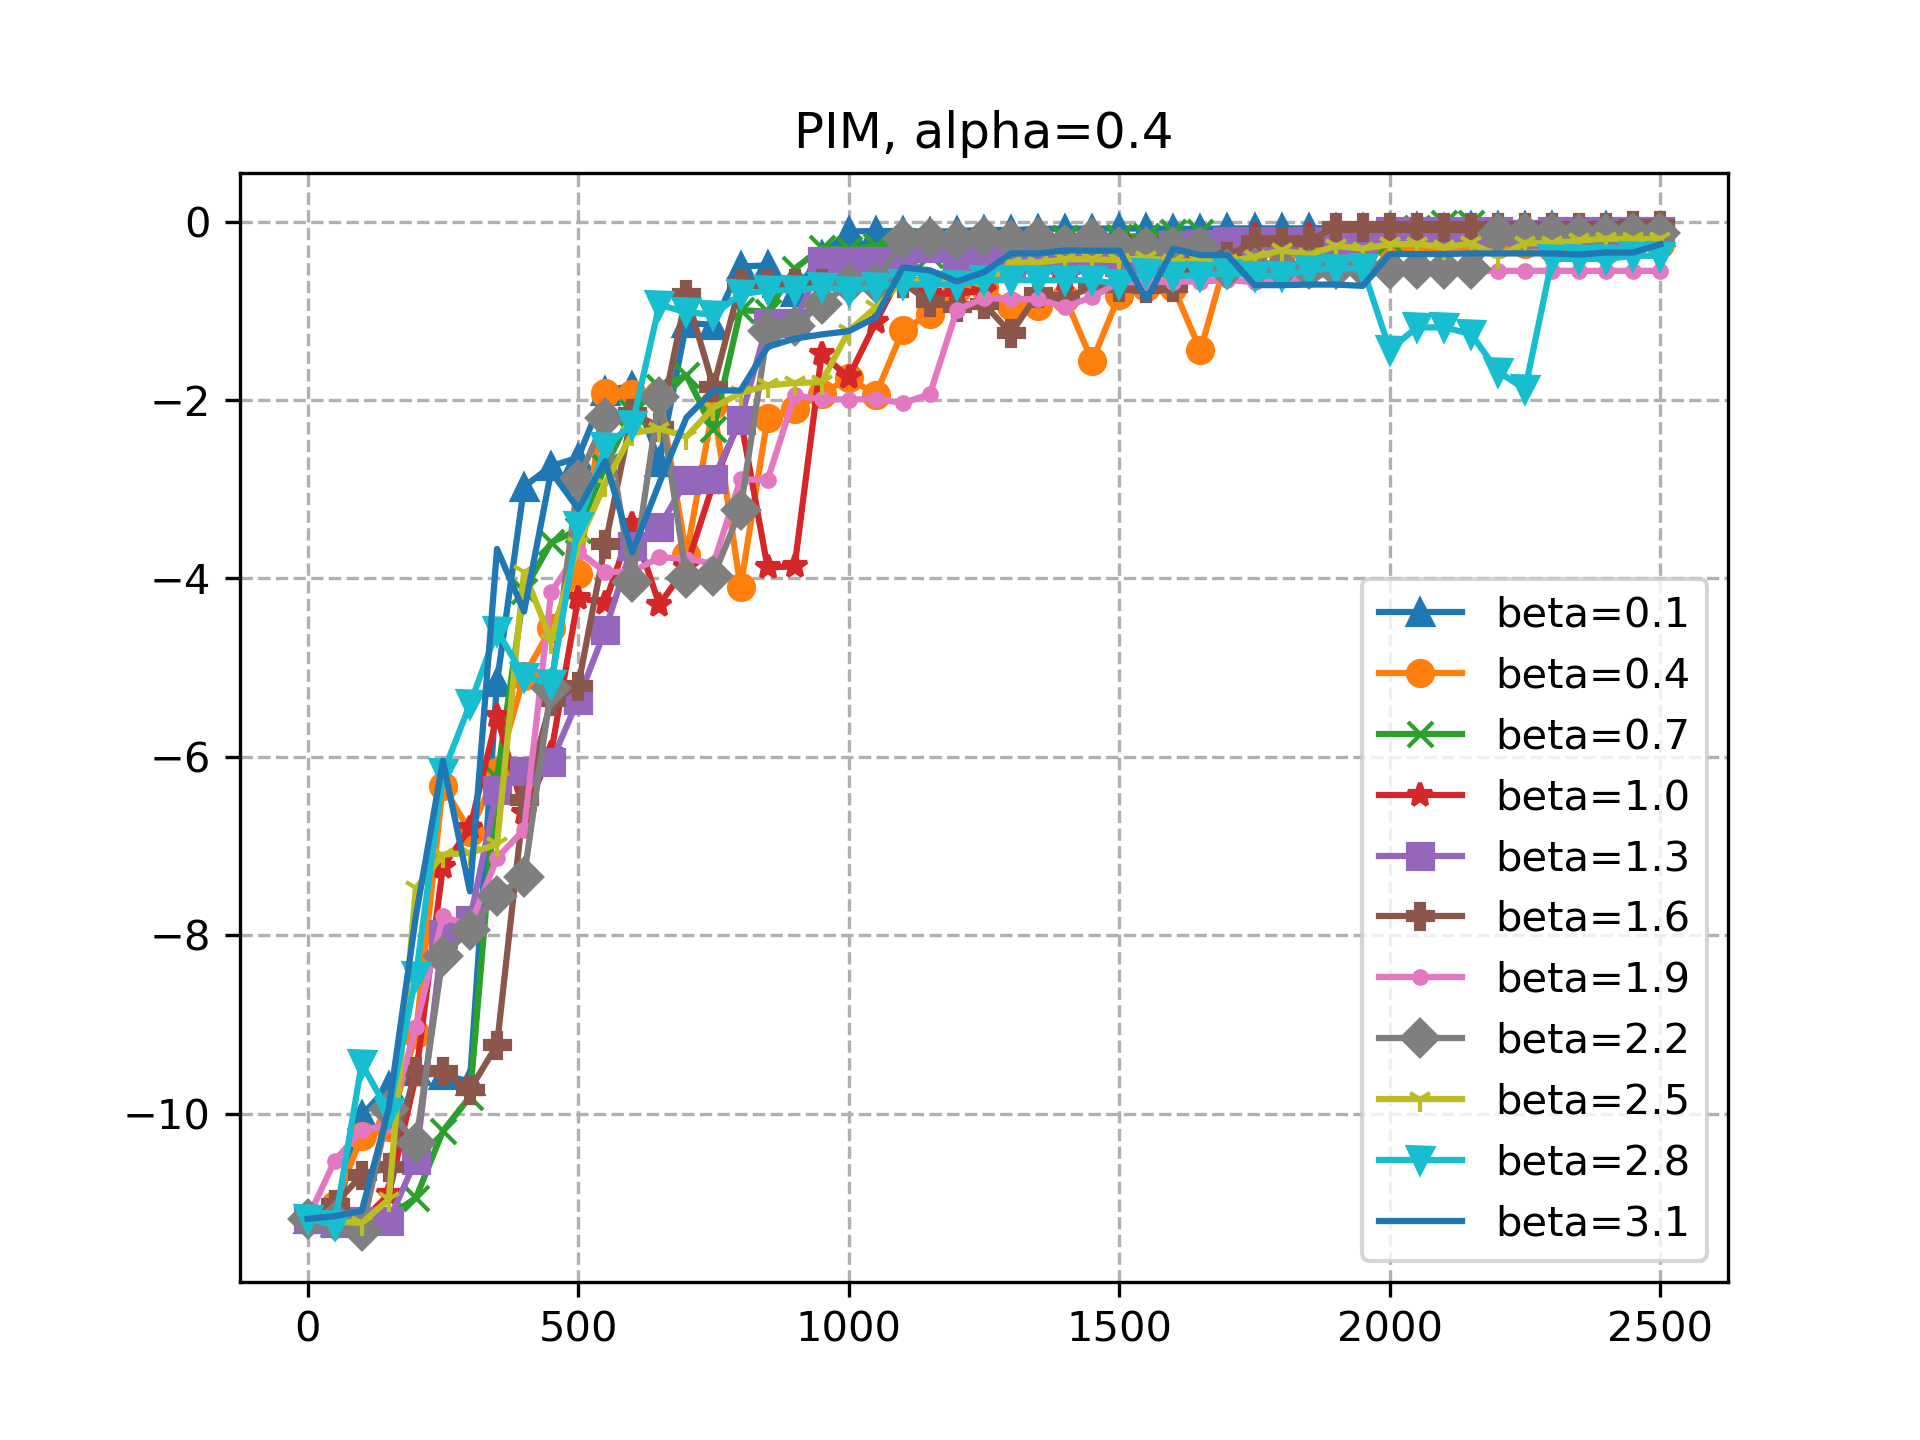 PIM, alpha=0.4
0
−2
−4
−6
−8
−10
0 500 1000 1500 2000 2500
beta=0.1
beta=0.4
beta=0.7
beta=1.0
beta=1.3
beta=1.6
beta=1.9
beta=2.2
beta=2.5
beta=2.8
beta=3.1